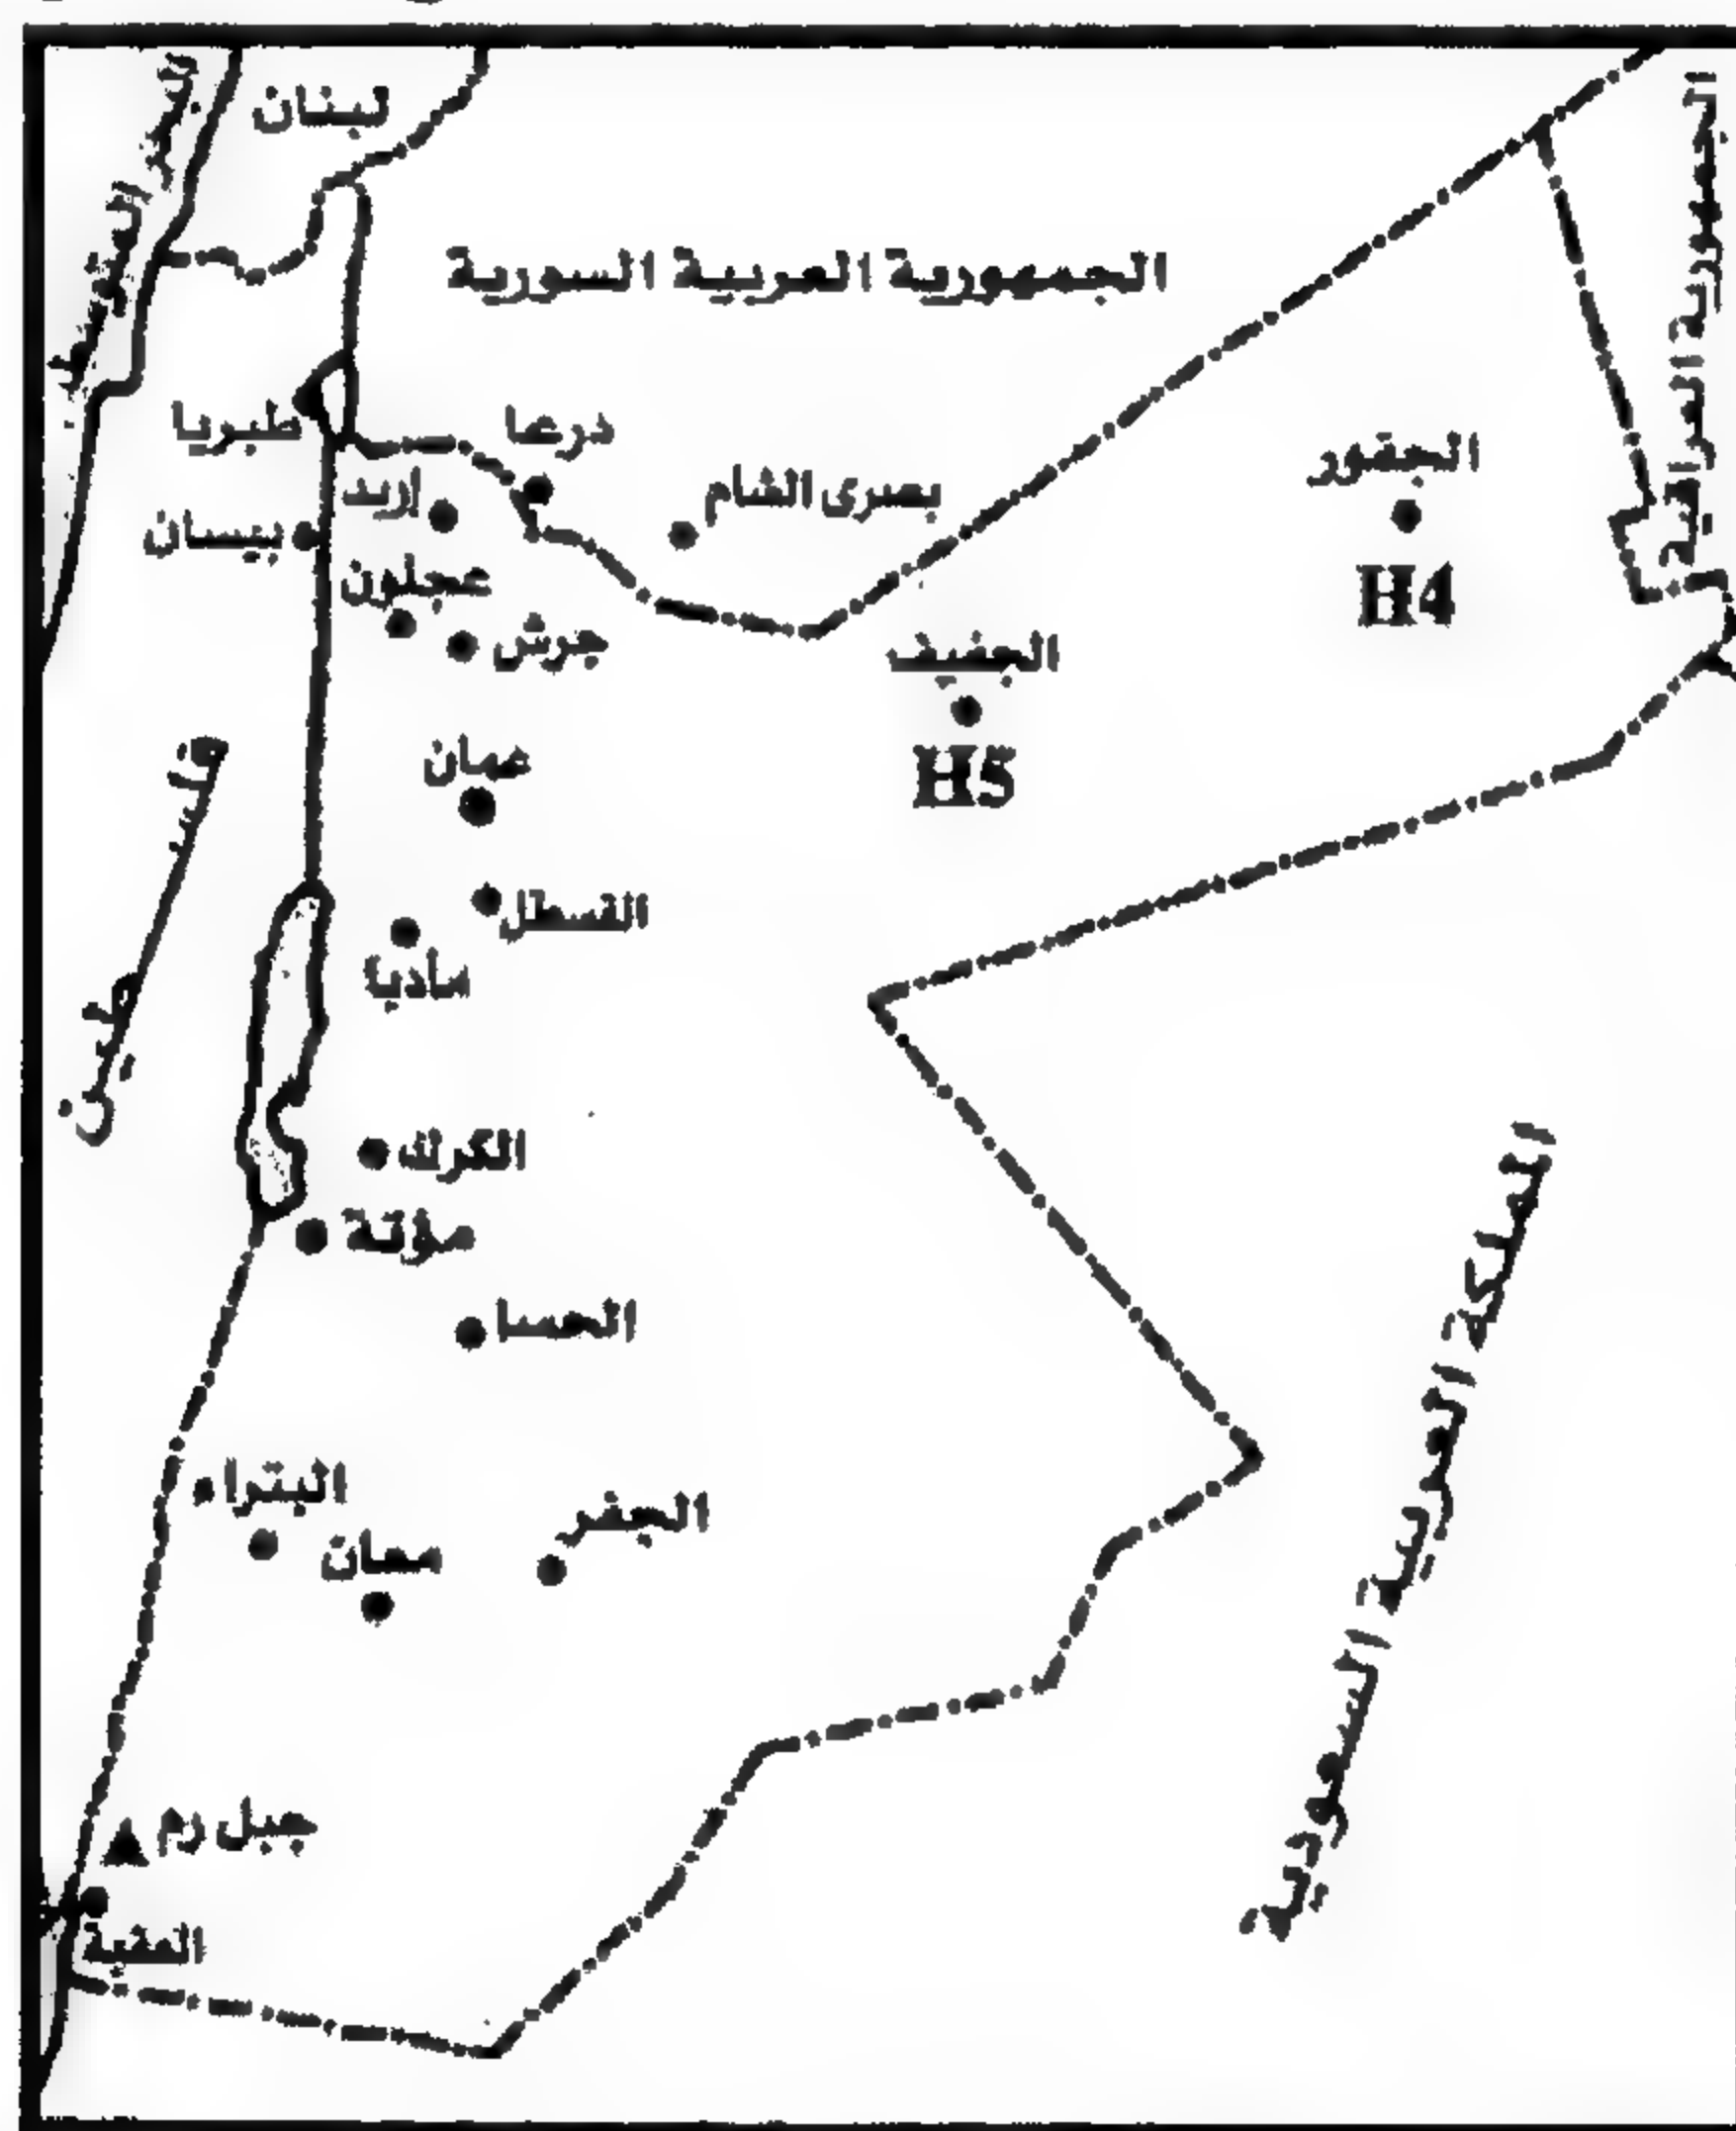 لبنان
البحر المتوسط
الجمهورية العربية السورية
الجمهورية العراقية
طبريا
درعا
إربد
بصرى الشام
الجفور
H4
بيسان
عجلون
جرش
الجفيف
H5
عمان
فلسطين
القسطل
مادبا
الكرك
مؤتة
الحسا
المملكة العربية السعودية
البتراء
معان
الجفر
جبل رم
العقبة